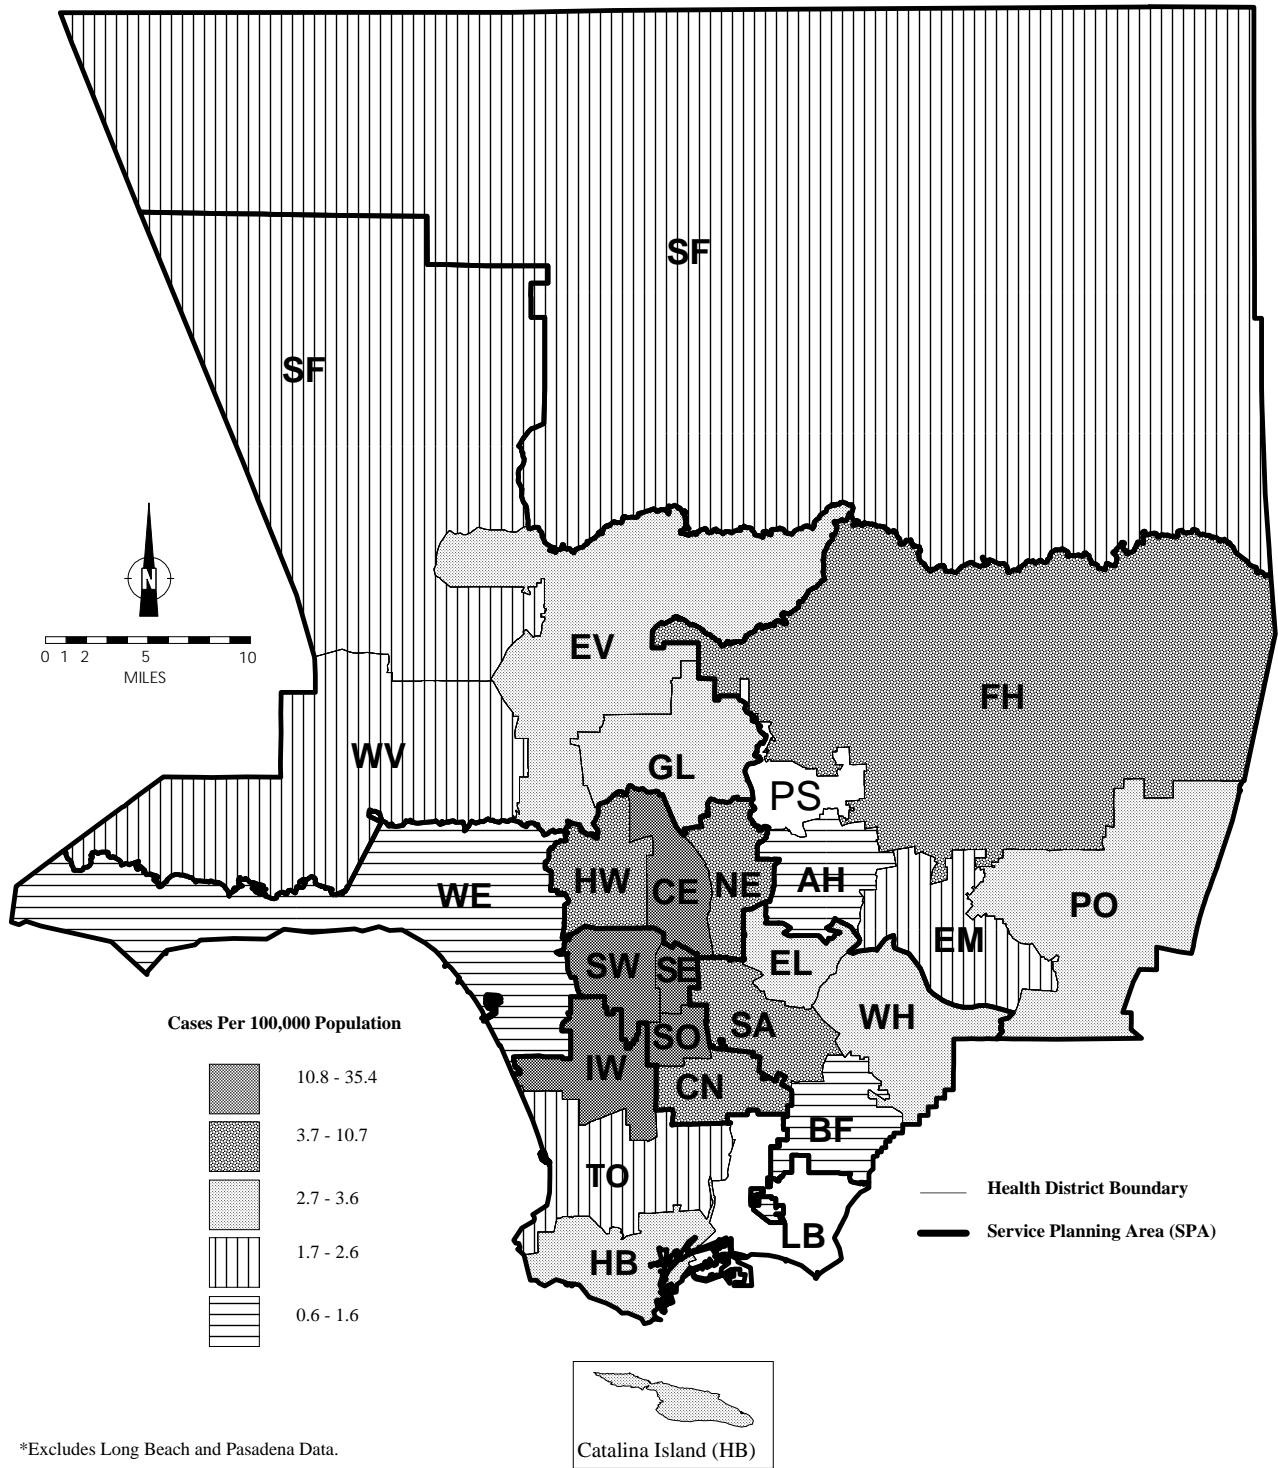 SF
SF
N
0 1 2 5 10
MILES
EV
FH
WV
GL
PS
HW
CE
NE
AH
WE
PO
EM
SW
SE
EL
WH
SA
SO
IW
CN
BF
TO
LB
HB
Cases Per 100,000 Population
10.8 - 35.4
3.7 - 10.7
2.7 - 3.6
1.7 - 2.6
0.6 - 1.6
Health District Boundary
Service Planning Area (SPA)
Catalina Island (HB)
*Excludes Long Beach and Pasadena Data.